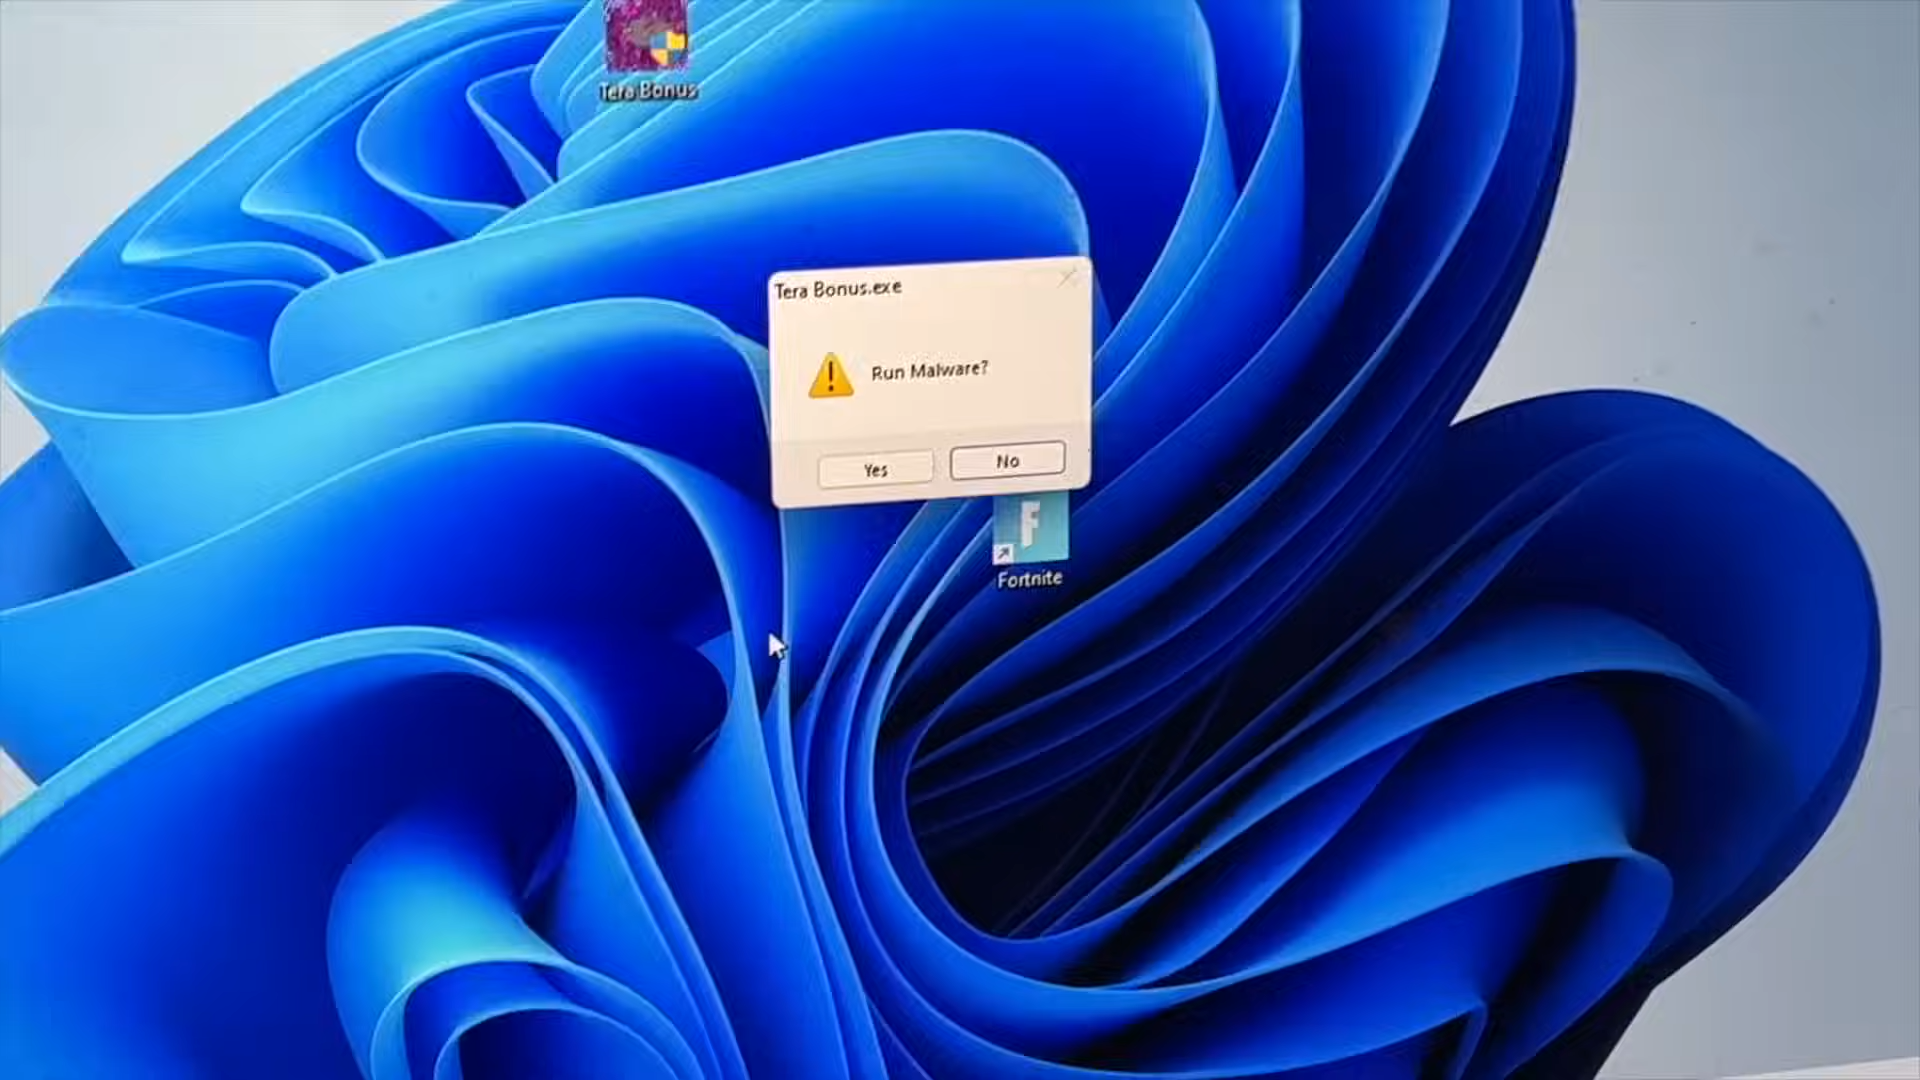 Tera Bonus
Tera Bonus.exe
Run Malware?
Yes
No
F
Fortnite